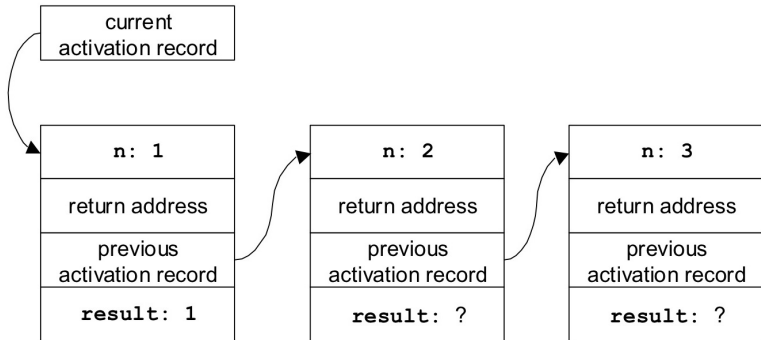 current
activation record
n: 1
return address
previous
activation record
result: 1
n: 2
return address
previous
activation record
result: ?
n: 3
return address
previous
activation record
result: ?